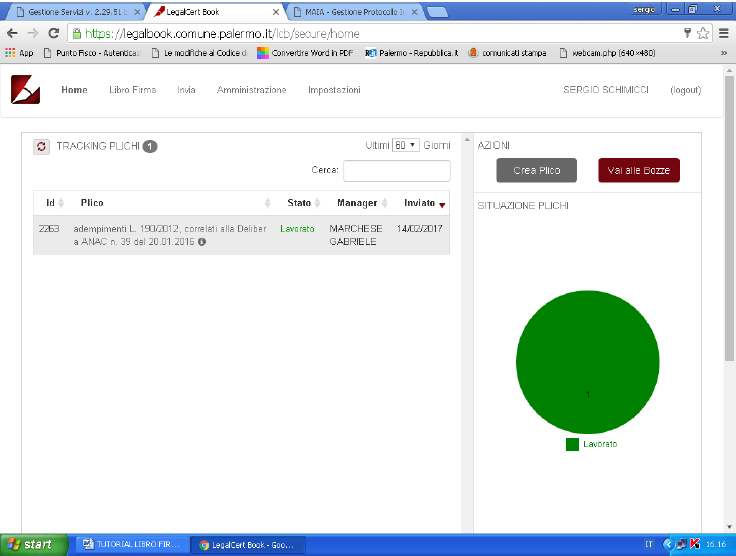 Gestione Servizi v. 2.29.51 b
LegalCert Book
MAIA - Gestione Protocollo I
sergio
https://legalbook.comune.palermo.it/lcb/secure/home
App
Punto Fisco - Autenticaz
Le modifiche al Codice d
Convertire Word in PDF
Palermo - Repubblica.it
comunicati stampa
webcam.php (640×480)
»
Home Libro Firma Invia Amministrazione Impostazioni SERGIO SCHIMICCI (logout)
TRACKING PLICHI 1 Ultimi 60 Giorni
Cerca:
Id Plico Stato Manager Inviato
2263 adempimenti L. 190/2012, correlati alla Deliber Lavorato MARCHESE 14/02/2017
a ANAC n. 39 del 20.01.2016 GABRIELE
AZIONI
Crea Plico Vai alle Bozze
SITUAZIONE PLICHI
1
Lavorato
start
TUTORIAL LIBRO FIR...
LegalCert Book - Goo...
IT
16.16